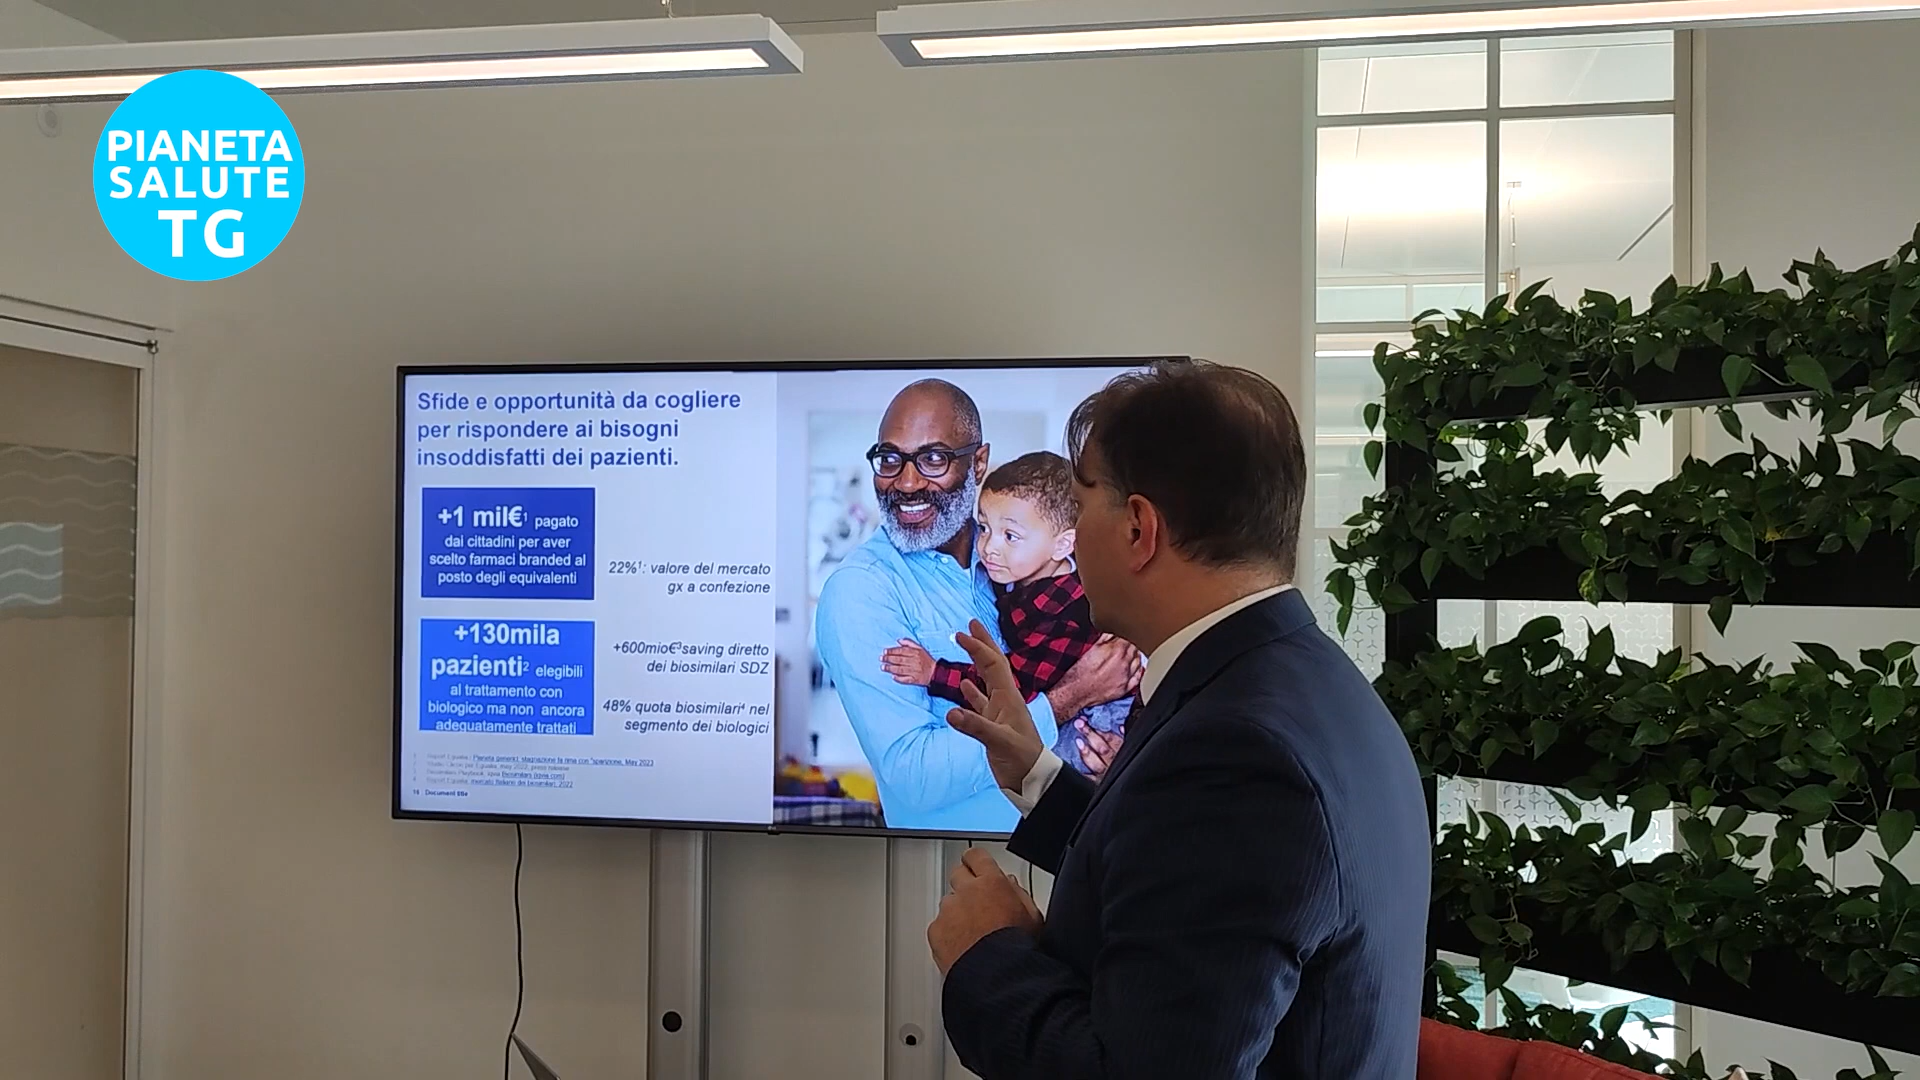 PIANETA
SALUTE
TG
Sfide e opportunità da cogliere
per rispondere ai bisogni
insoddisfatti dei pazienti.
+1 mil€¹ pagato
dai cittadini per aver
scelto farmaci branded al
posto degli equivalenti
22%¹: valore del mercato
gx a confezione
+130mila
pazienti² elegibili
al trattamento con
biologico ma non ancora
adeguatamente trattati
+600mio€³saving diretto
dei biosimilari SDZ
48% quota biosimilari⁴ nel
segmento dei biologici
16 Document title